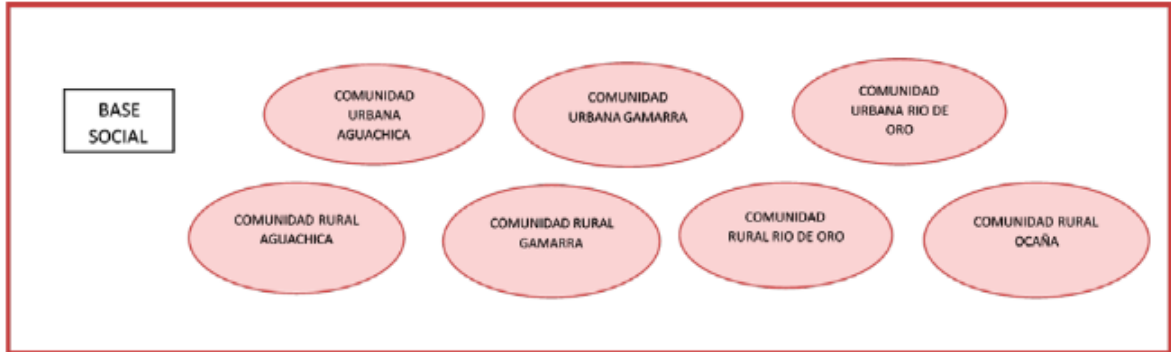 BASE
SOCIAL
COMUNIDAD
URBANA
AGUACHICA
COMUNIDAD
URBANA GAMARRA
COMUNIDAD
URBANA RIO DE
ORO
COMUNIDAD RURAL
AGUACHICA
COMUNIDAD RURAL
GAMARRA
COMUNIDAD
RURAL RIO DE ORO
COMUNIDAD RURAL
OCAÑA